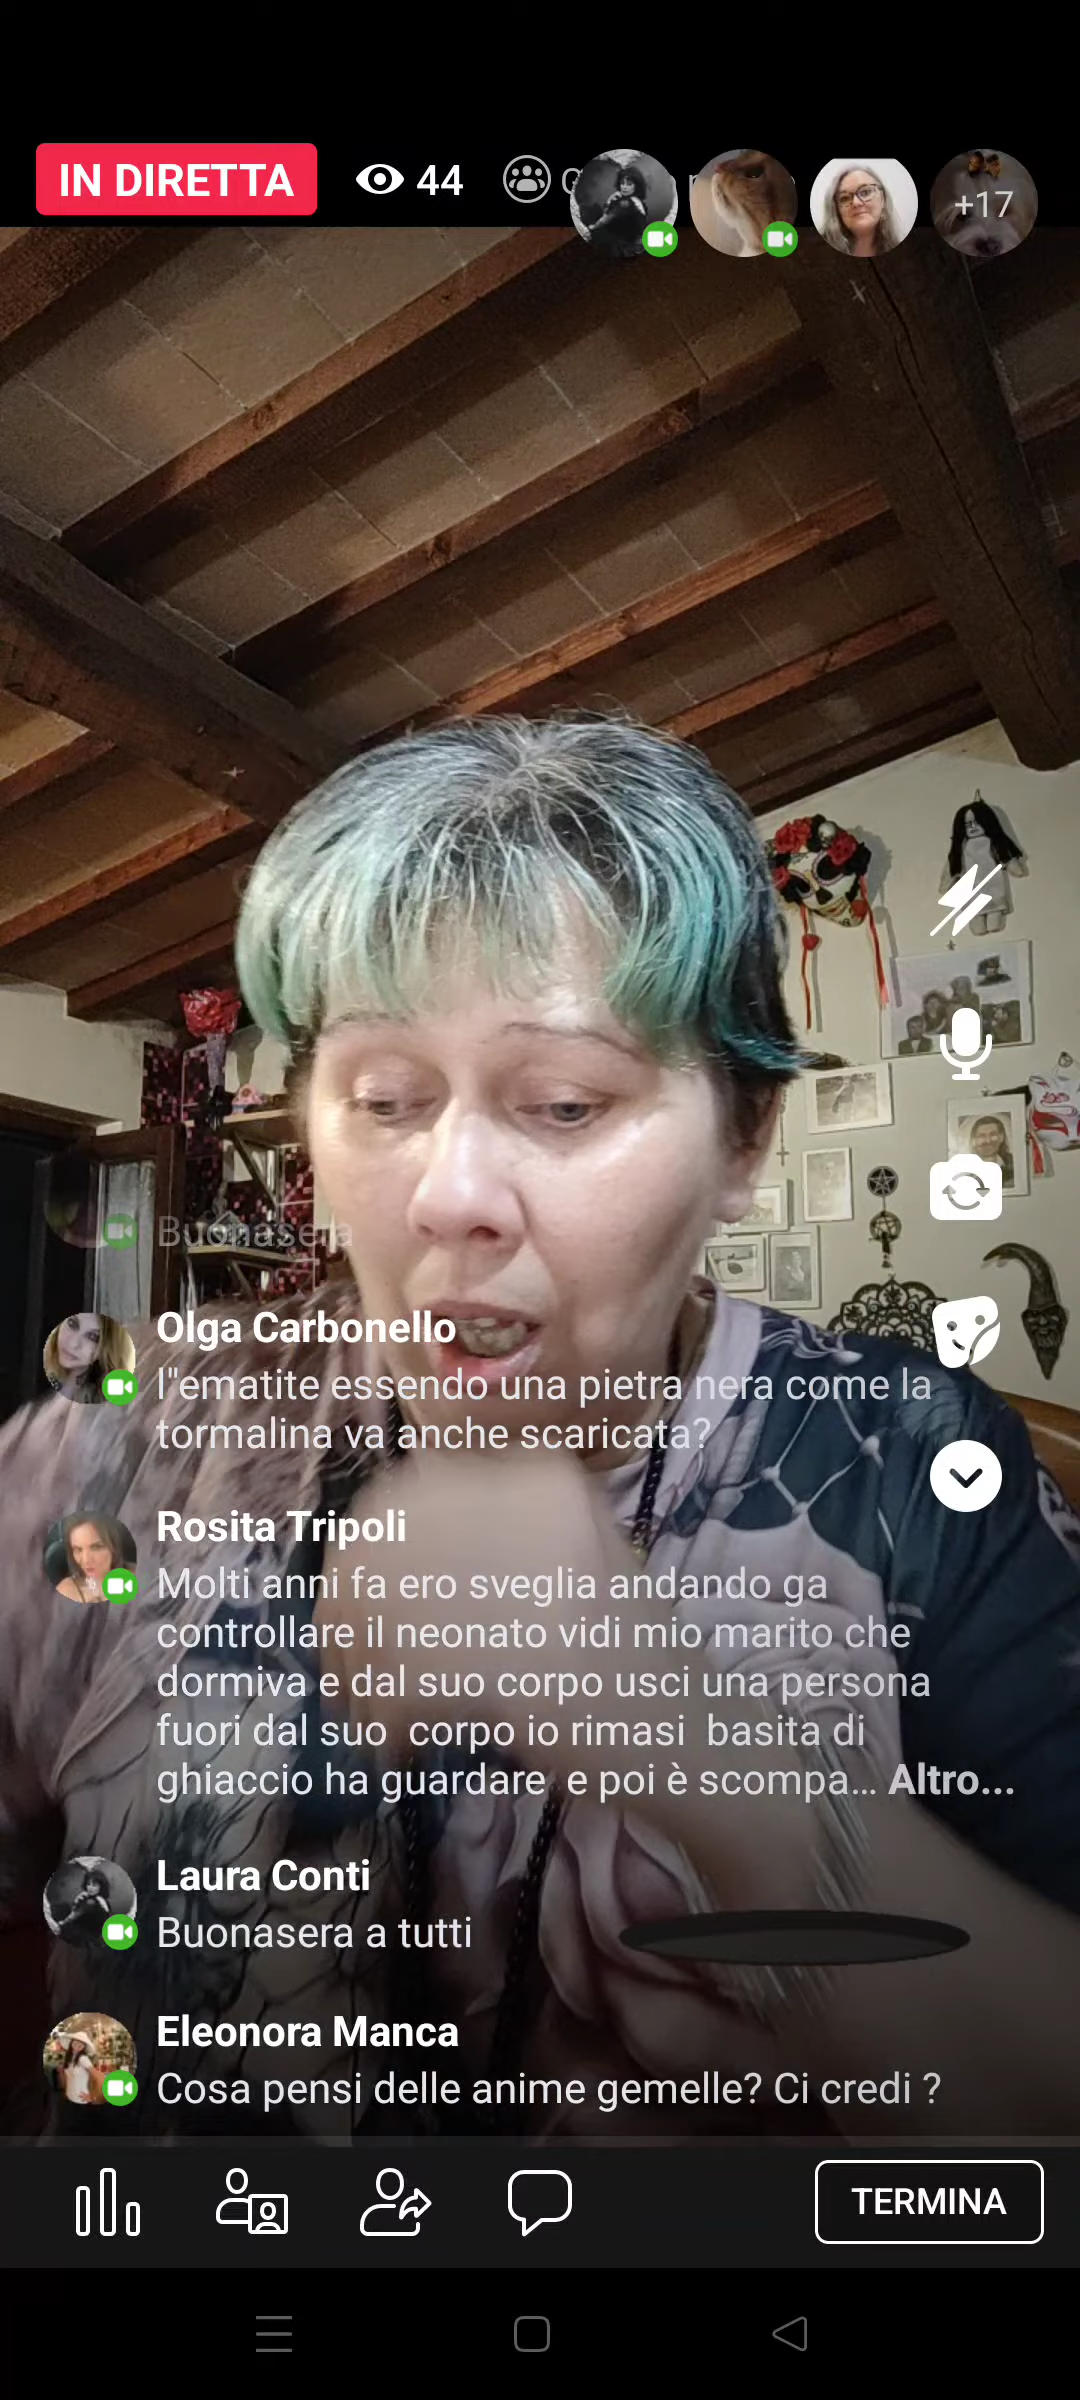 IN DIRETTA
44
+17
Buonasera
Olga Carbonello
l"ematite essendo una pietra nera come la
tormalina va anche scaricata?
Rosita Tripoli
Molti anni fa ero sveglia andando ga
controllare il neonato vidi mio marito che
dormiva e dal suo corpo usci una persona
fuori dal suo  corpo io rimasi  basita di
ghiaccio ha guardare  e poi è scompa... Altro...
Laura Conti
Buonasera a tutti
Eleonora Manca
Cosa pensi delle anime gemelle? Ci credi ?
TERMINA